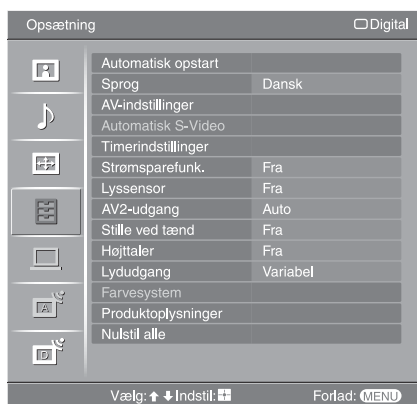 Opsætning Digital
Automatisk opstart
Sprog Dansk
AV-indstillinger
Automatisk S-Video
Timerindstillinger
Strømsparefunk. Fra
Lyssensor Fra
AV2-udgang Auto
Stille ved tænd Fra
Højttaler Fra
Lydudgang Variabel
Farvesystem
A
Produktoplysninger
Nulstil alle
D
Vælg: Indstil: Forlad: MENU